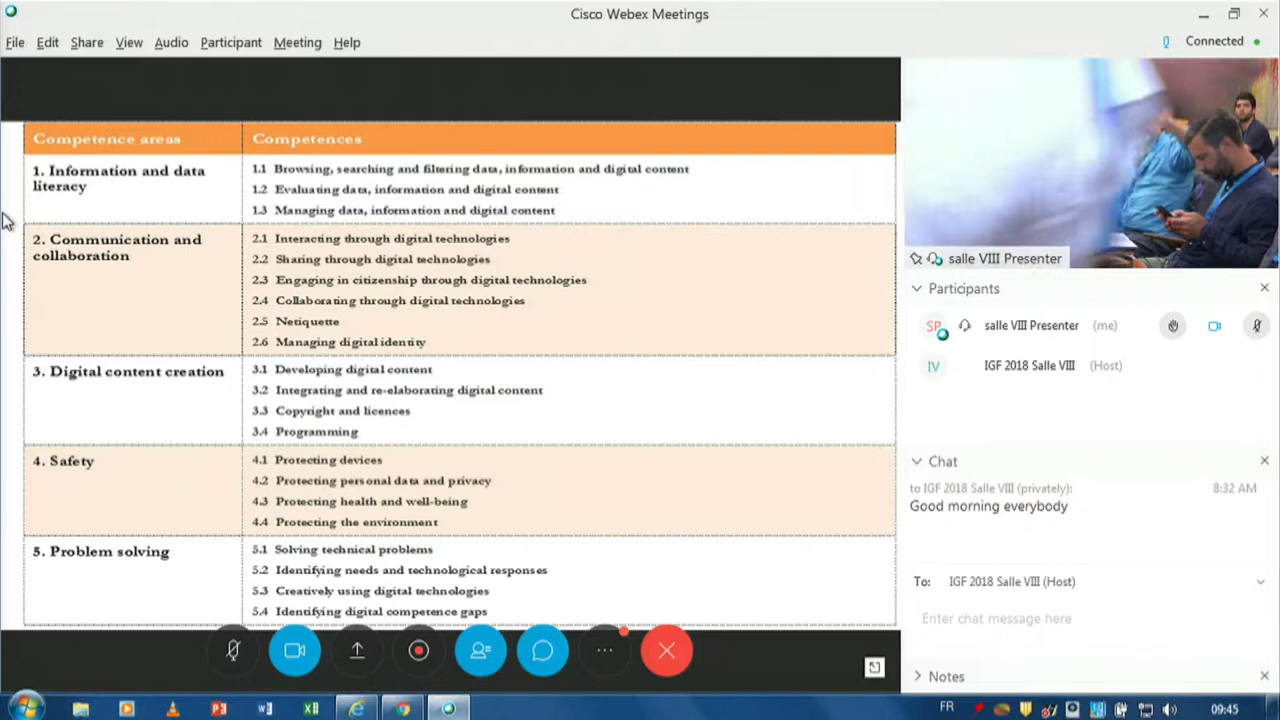 Cisco Webex Meetings
File Edit Share View Audio Participant Meeting Help
Connected
Competence areas
Competences
1. Information and data
literacy
1.1 Browsing, searching and filtering data, information and digital content
1.2 Evaluating data, information and digital content
1.3 Managing data, information and digital content
2. Communication and
collaboration
2.1 Interacting through digital technologies
2.2 Sharing through digital technologies
2.3 Engaging in citizenship through digital technologies
2.4 Collaborating through digital technologies
2.5 Netiquette
2.6 Managing digital identity
3. Digital content creation
3.1 Developing digital content
3.2 Integrating and re-elaborating digital content
3.3 Copyright and licences
3.4 Programming
4. Safety
4.1 Protecting devices
4.2 Protecting personal data and privacy
4.3 Protecting health and well-being
4.4 Protecting the environment
5. Problem solving
5.1 Solving technical problems
5.2 Identifying needs and technological responses
5.3 Creatively using digital technologies
5.4 Identifying digital competence gaps
salle VIII Presenter
Participants
SP salle VIII Presenter (me)
IV IGF 2018 Salle VIII (Host)
Chat
to IGF 2018 Salle VIII (privately): 8:32 AM
Good morning everybody
To: IGF 2018 Salle VIII (Host)
Enter chat message here
Notes
FR 09:45